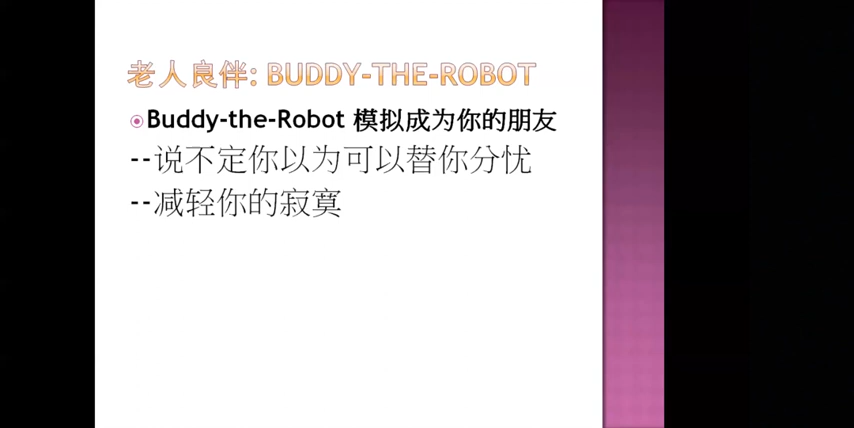 老人良伴: BUDDY-THE-ROBOT
Buddy-the-Robot 模拟成为你的朋友
--说不定你以为可以替你分忧
--减轻你的寂寞